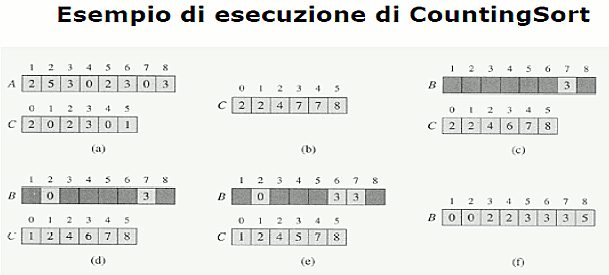 Esempio di esecuzione di CountingSort
1 2 3 4 5 6 7 8
A 2 5 3 0 2 3 0 3
0 1 2 3 4 5
C 2 0 2 3 0 1
(a)
0 1 2 3 4 5
C 2 2 4 7 7 8
(b)
1 2 3 4 5 6 7 8
B 3
0 1 2 3 4 5
C 2 2 4 6 7 8
(c)
1 2 3 4 5 6 7 8
B 0 3
0 1 2 3 4 5
C 1 2 4 6 7 8
(d)
1 2 3 4 5 6 7 8
B 0 3 3
0 1 2 3 4 5
C 1 2 4 5 7 8
(e)
1 2 3 4 5 6 7 8
B 0 0 2 2 3 3 3 5
(f)